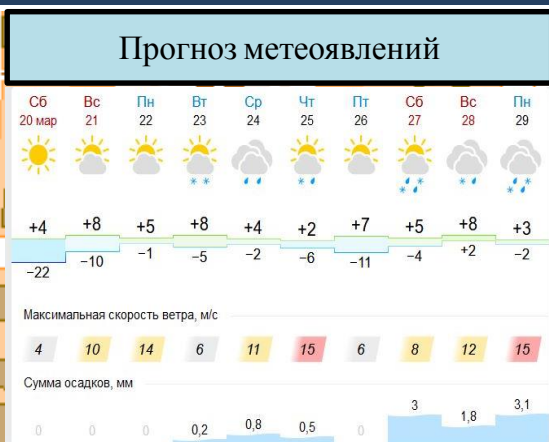 Прогноз метеоявлений
Сб Вс Пн Вт Ср Чт Пт Сб Вс Пн
20 мар 21 22 23 24 25 26 27 28 29
+4 +8 +5 +8 +4 +2 +7 +5 +8 +3
−22 −10 −1 −5 −2 −6 −11 −4 +2 −2
Максимальная скорость ветра, м/с
4 10 14 6 11 15 6 8 12 15
Сумма осадков, мм
0 0 0 0,2 0,8 0,5 0 3 1,8 3,1